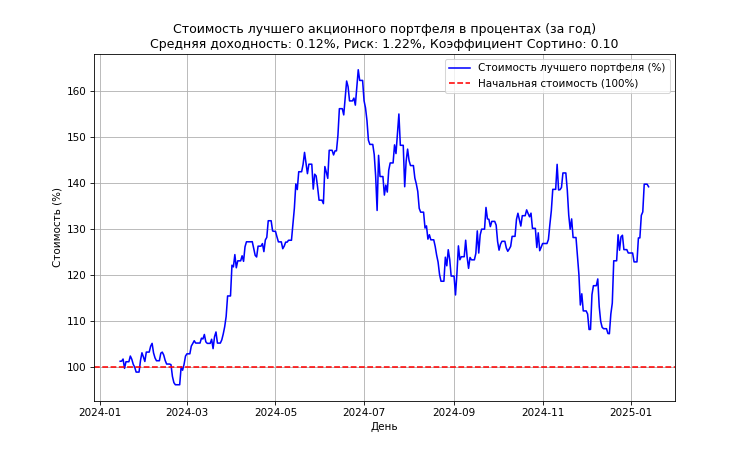 Стоимость лучшего акционного портфеля в процентах (за год)
Средняя доходность: 0.12%, Риск: 1.22%, Коэффициент Сортино: 0.10
Стоимость лучшего портфеля (%)
Начальная стоимость (100%)
Стоимость (%)
160
150
140
130
120
110
100
2024-01
2024-03
2024-05
2024-07
2024-09
2024-11
2025-01
День